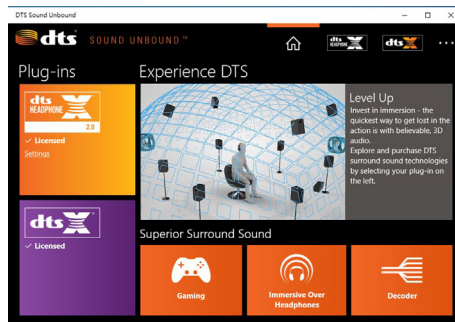 DTS Sound Unbound
dts SOUND UNBOUND™
dts HEADPHONE X
dts X
Plug-ins
dts
HEADPHONE X
2.0
✓ Licensed
Settings
dts X
✓ Licensed
Experience DTS
Level Up
Invest in immersion - the
quickest way to get lost in the
action is with believable, 3D
audio.
Explore and purchase DTS
surround sound technologies
by selecting your plug-in on
the left.
Superior Surround Sound
Gaming
Immersive Over
Headphones
Decoder